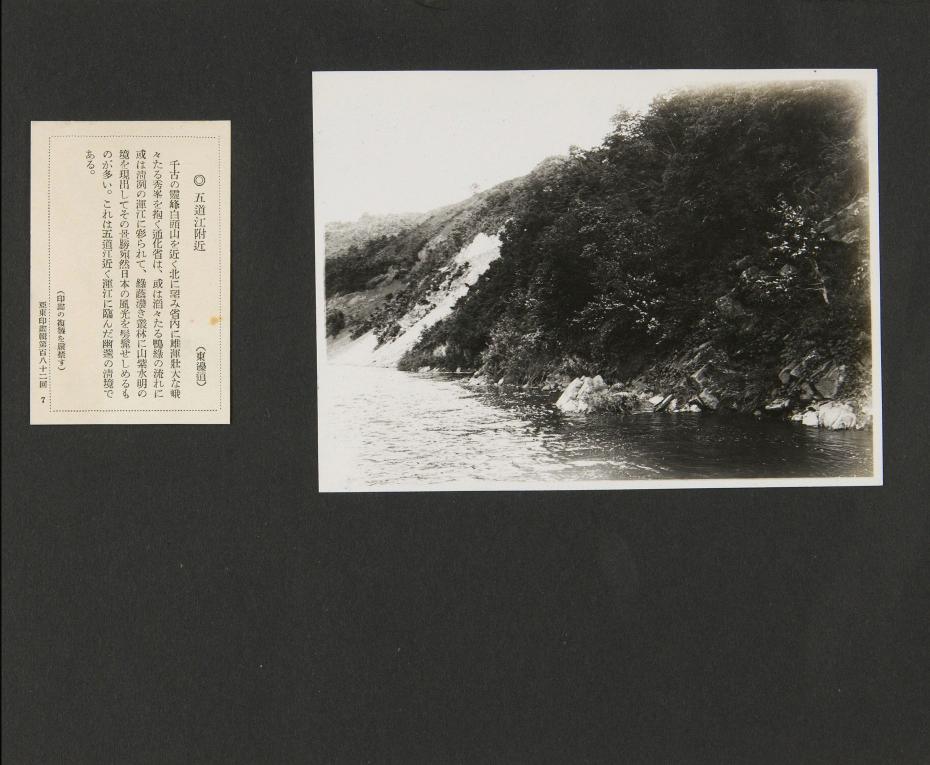 ◎ 五道江附近 （東邊道）
千古の靈峰白頭山を近く北に望み省內に雄渾壯大な峨
々たる秀峯を抱く通化省は、或は滔々たる鴨綠の流れに
或は淸冽の渾江に彩られて、綠蔭濃き叢林に山紫水明の
境を現出してその景勝宛然日本の風光を髣髴せしめるも
のが多い。これは五道江近く渾江に臨んだ幽邃の淸境で
ある。
（印畫の複製を嚴禁す）
亞東印畫輯第百八十二回 7